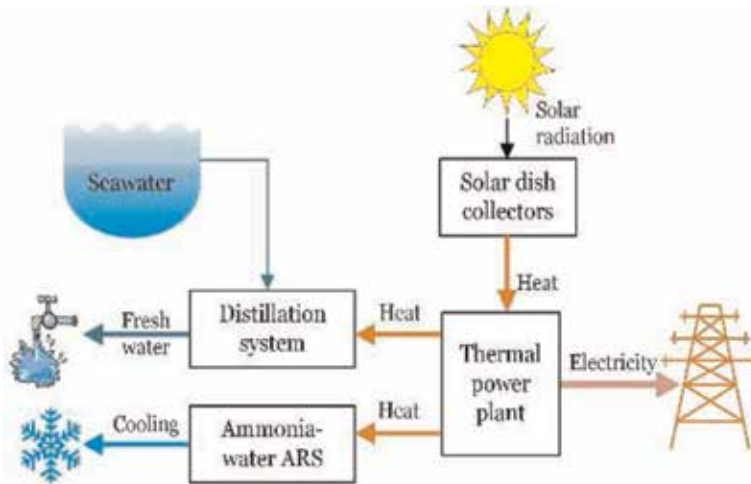 Solar
radiation
Seawater
Solar dish
collectors
Heat
Fresh
water
Distillation
system
Heat
Thermal
power
plant
Electricity
Cooling
Ammonia-
water ARS
Heat